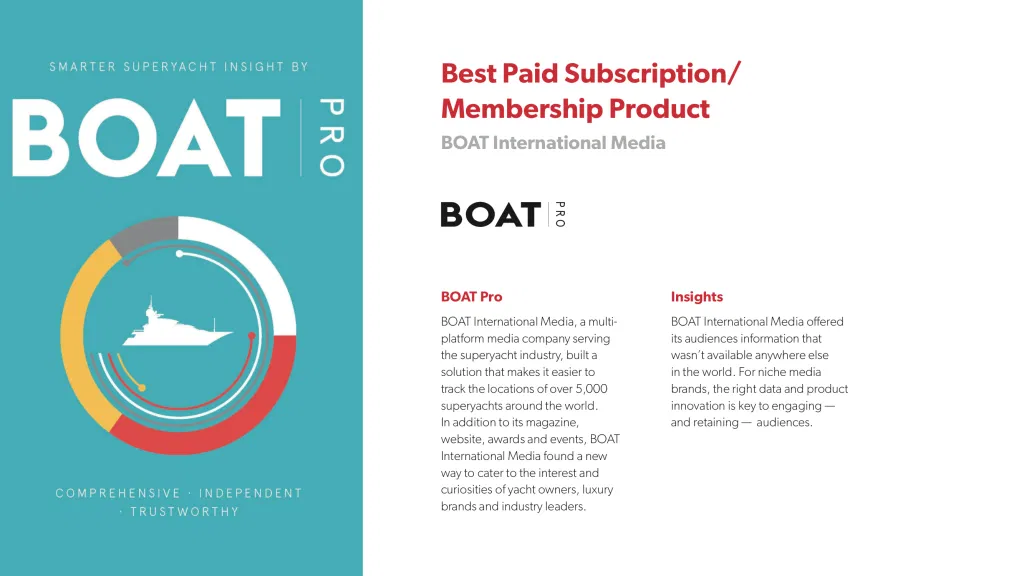 SMARTER SUPERYACHT INSIGHT BY
BOAT PRO
COMPREHENSIVE · INDEPENDENT
· TRUSTWORTHY
Best Paid Subscription/
Membership Product
BOAT International Media
BOAT PRO
BOAT Pro
BOAT International Media, a multi-
platform media company serving
the superyacht industry, built a
solution that makes it easier to
track the locations of over 5,000
superyachts around the world.
In addition to its magazine,
website, awards and events, BOAT
International Media found a new
way to cater to the interest and
curiosities of yacht owners, luxury
brands and industry leaders.
Insights
BOAT International Media offered
its audiences information that
wasn't available anywhere else
in the world. For niche media
brands, the right data and product
innovation is key to engaging —
and retaining — audiences.